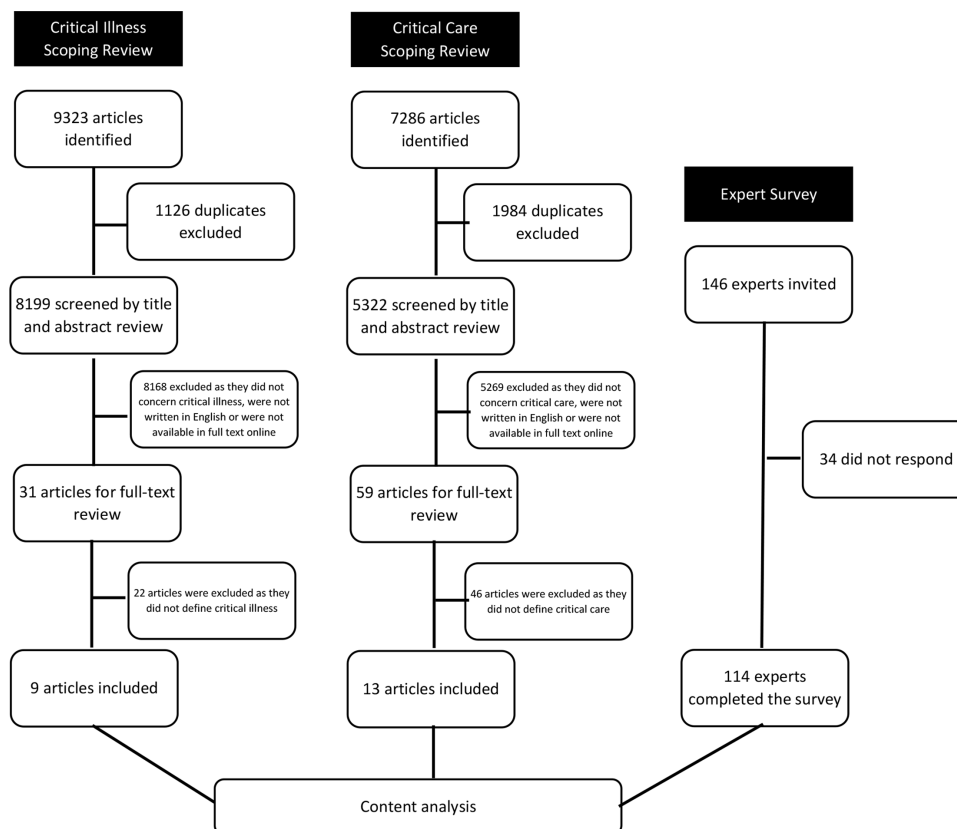 Critical Illness
Scoping Review
9323 articles
identified
1126 duplicates
excluded
8199 screened by title
and abstract review
8168 excluded as they did not
concern critical illness, were not
written in English or were not
available in full text online
31 articles for full-text
review
22 articles were excluded as they
did not define critical illness
9 articles included
Critical Care
Scoping Review
7286 articles
identified
1984 duplicates
excluded
5322 screened by title
and abstract review
5269 excluded as they did not
concern critical care, were not
written in English or were not
available in full text online
59 articles for full-text
review
46 articles were excluded as they
did not define critical care
13 articles included
Expert Survey
146 experts invited
34 did not respond
114 experts
completed the survey
Content analysis